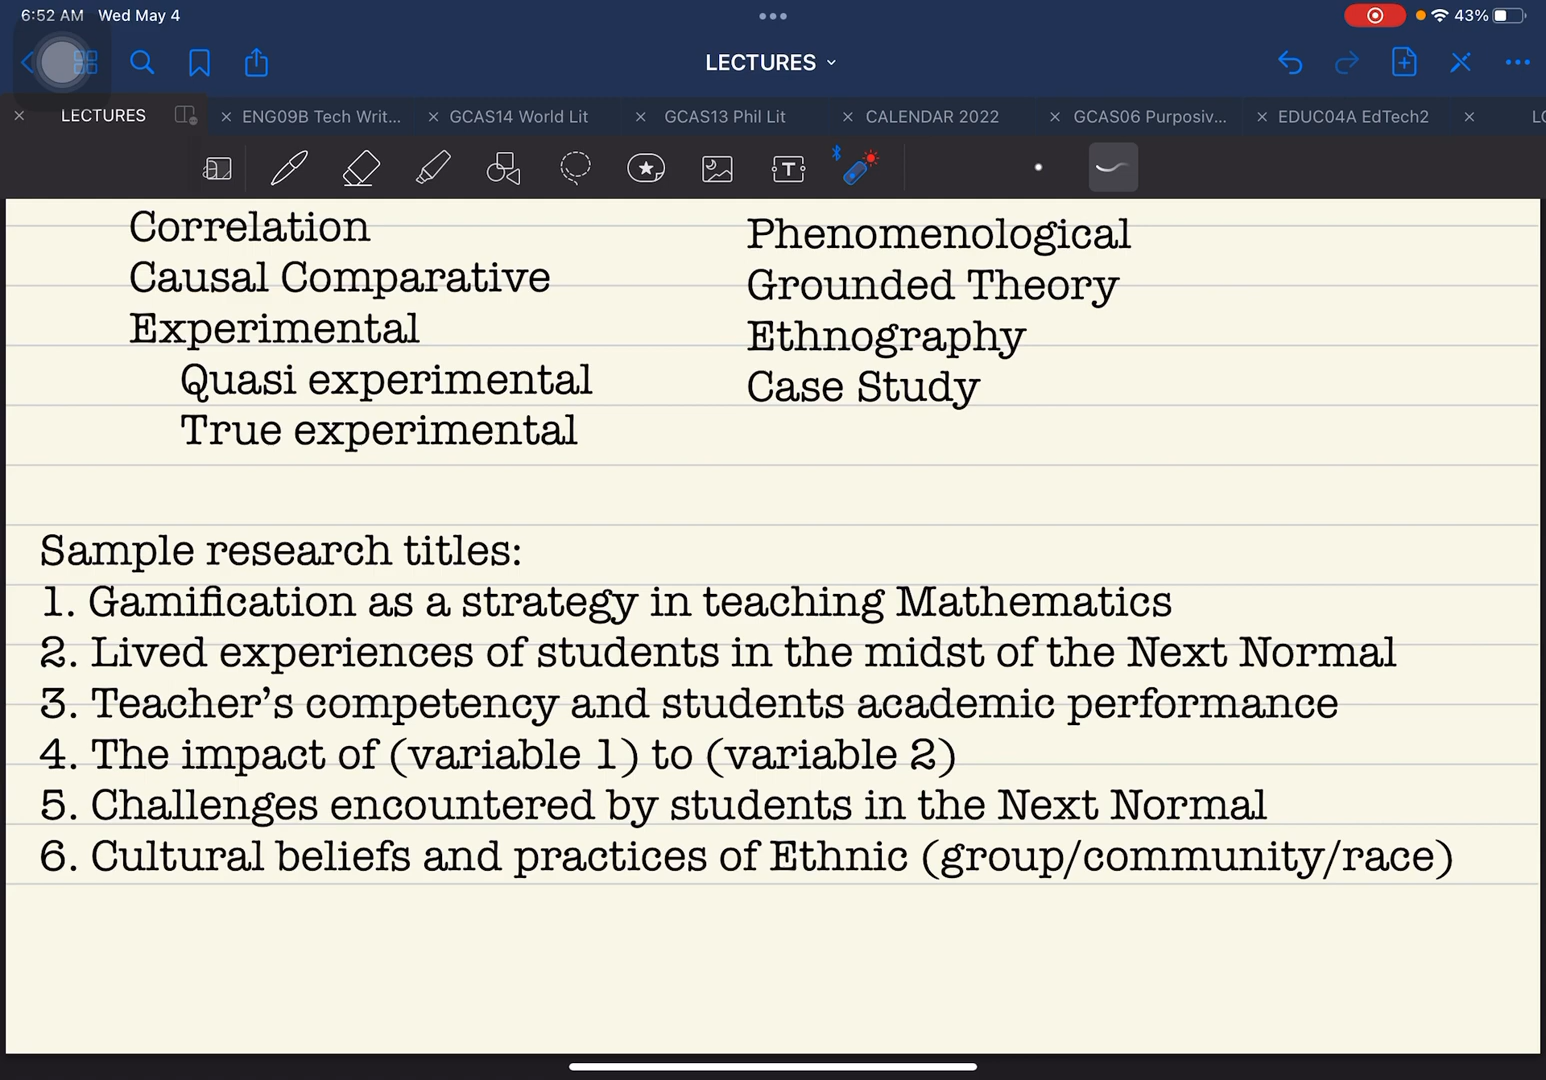 6:52 AM Wed May 4
43%
LECTURES
LECTURES
ENG09B Tech Writ...
GCAS14 World Lit
GCAS13 Phil Lit
CALENDAR 2022
GCAS06 Purposiv...
EDUC04A EdTech2
LC
Correlation
Causal Comparative
Experimental
Quasi experimental
True experimental
Phenomenological
Grounded Theory
Ethnography
Case Study
Sample research titles:
1. Gamification as a strategy in teaching Mathematics
2. Lived experiences of students in the midst of the Next Normal
3. Teacher’s competency and students academic performance
4. The impact of (variable 1) to (variable 2)
5. Challenges encountered by students in the Next Normal
6. Cultural beliefs and practices of Ethnic (group/community/race)